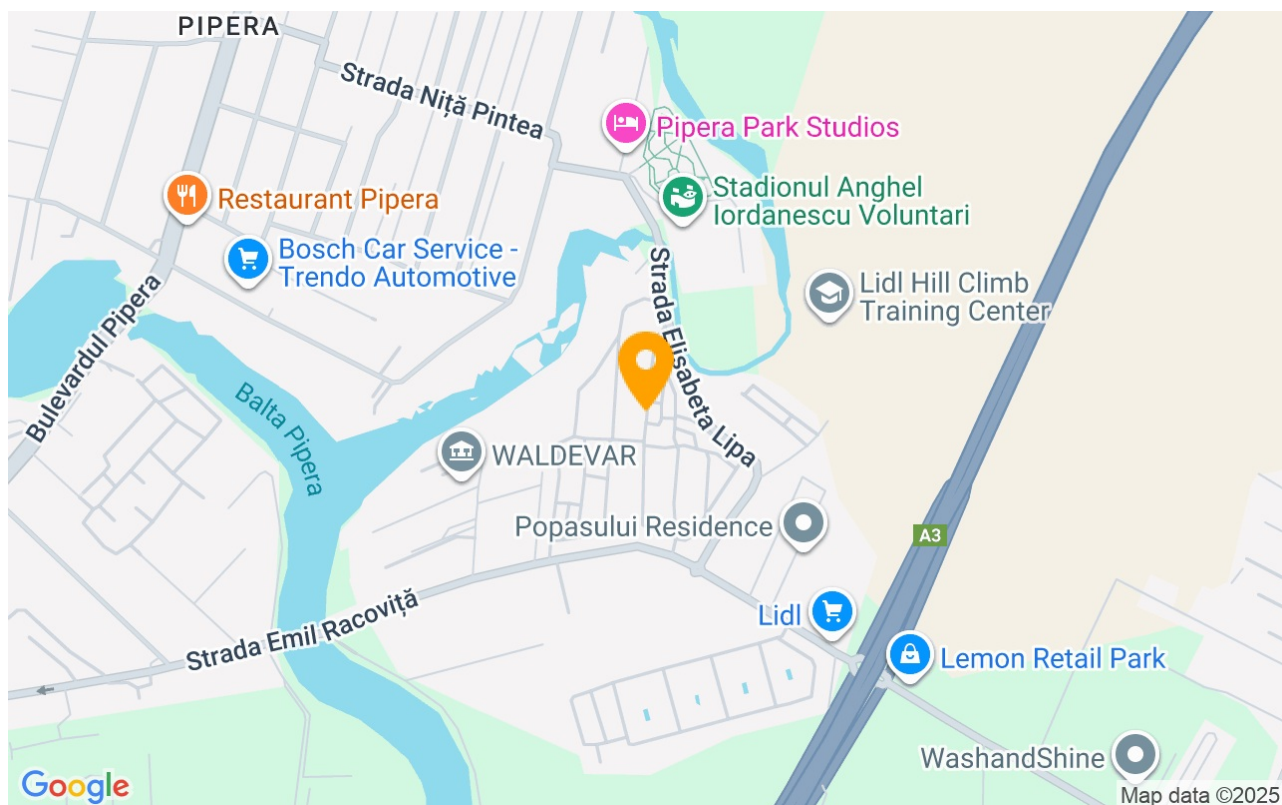 PIPERA
Strada Niță Pintea
Pipera Park Studios
Restaurant Pipera
Stadionul Anghel
Iordanescu Voluntari
Bosch Car Service -
Trendo Automotive
Strada Elisabeta Lipa
Lidl Hill Climb
Training Center
Bulevardul Pipera
Balta Pipera
WALDEVAR
Popasului Residence
A3
Strada Emil Racoviță
Lidl
Lemon Retail Park
WashandShine
Google
Map data ©2025